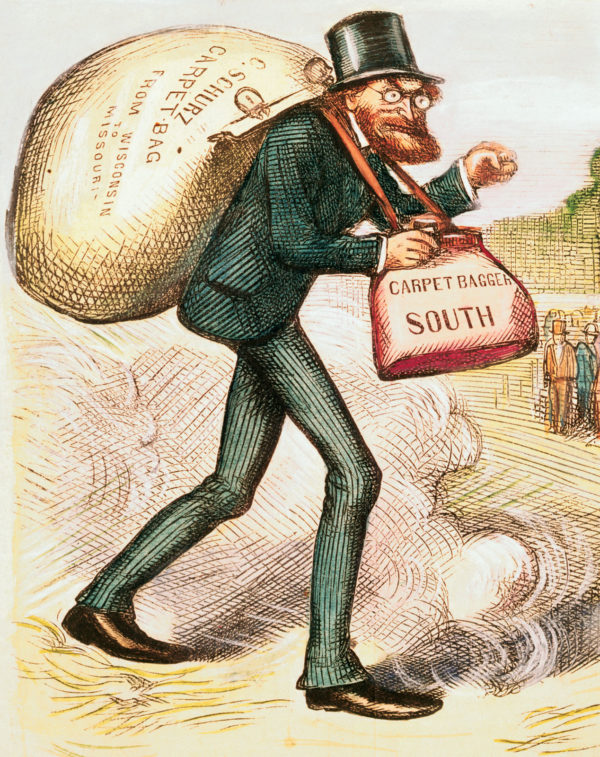 C. SCHURZ
CARPET-BAG
FROM WISCONSIN
TO
MISSOURI-
CARPET BAGGER
SOUTH